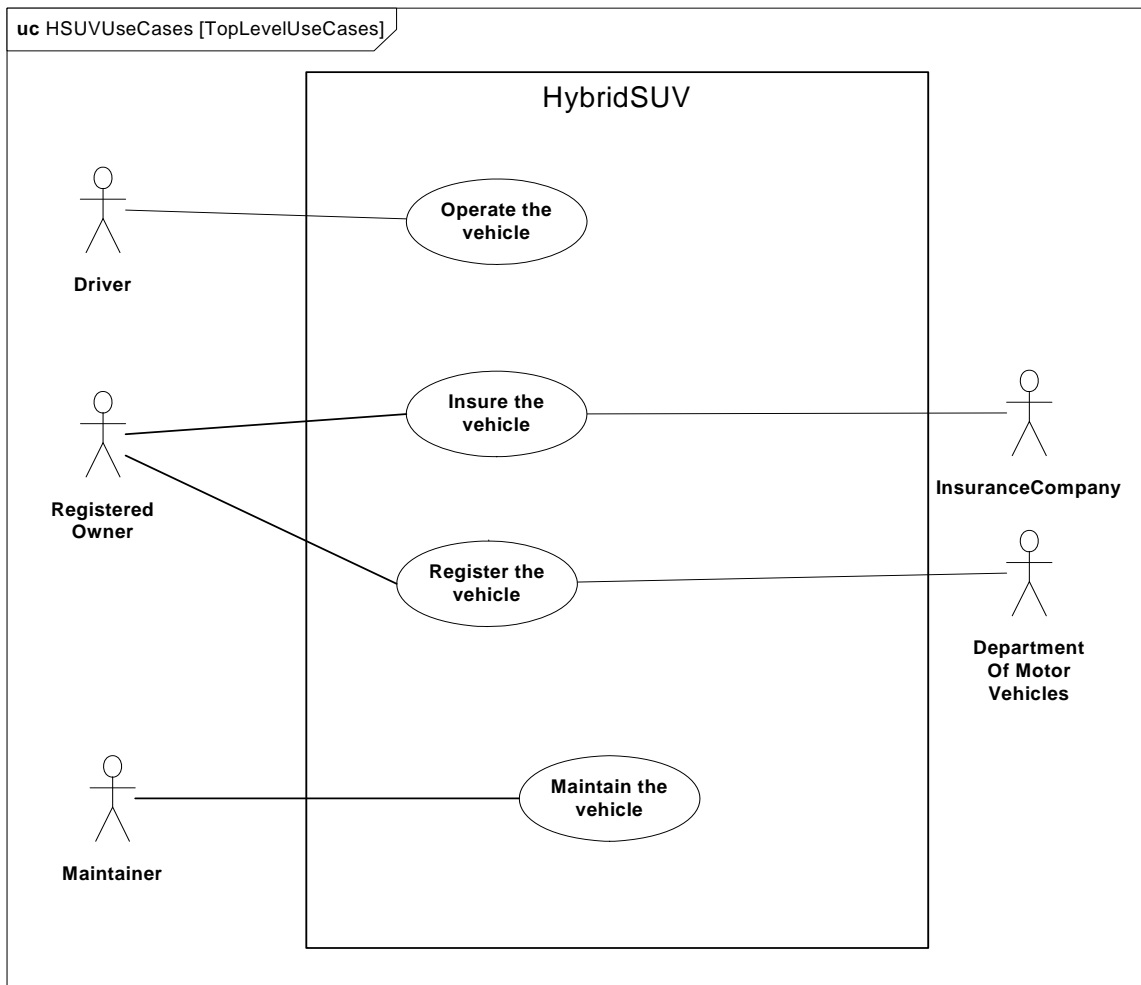 uc HSUVUseCases [TopLevelUseCases]
HybridSUV
Operate the
vehicle
Driver
Insure the
vehicle
Registered
Owner
InsuranceCompany
Register the
vehicle
Department
Of Motor
Vehicles
Maintain the
vehicle
Maintainer